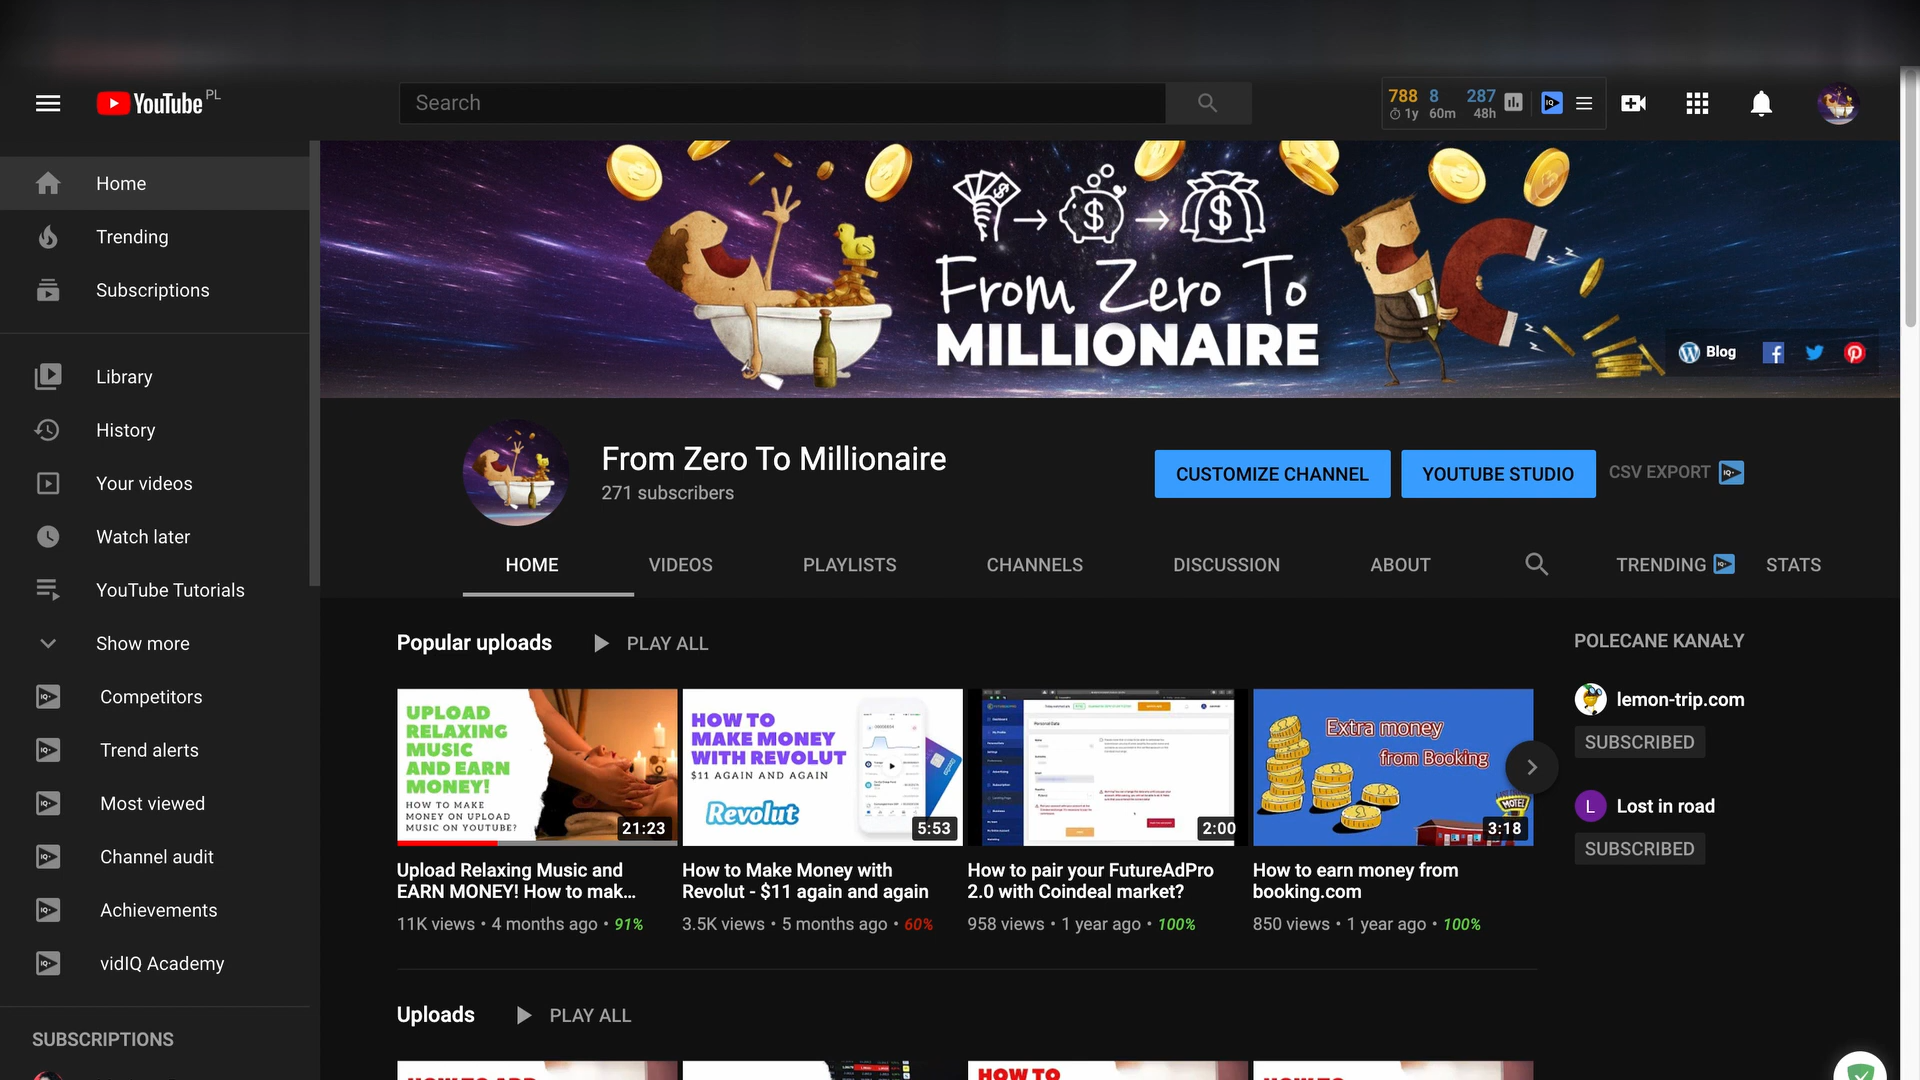 YouTube PL
Search
788 8 287
1y 60m 48h
Home
Trending
Subscriptions
Library
History
Your videos
Watch later
YouTube Tutorials
Show more
Competitors
Trend alerts
Most viewed
Channel audit
Achievements
vidIQ Academy
SUBSCRIPTIONS
From Zero To
MILLIONAIRE
Blog
From Zero To Millionaire
271 subscribers
CUSTOMIZE CHANNEL
YOUTUBE STUDIO
CSV EXPORT
HOME
VIDEOS
PLAYLISTS
CHANNELS
DISCUSSION
ABOUT
TRENDING
STATS
Popular uploads
PLAY ALL
UPLOAD
RELAXING
MUSIC
AND EARN
MONEY!
HOW TO MAKE
MONEY ON UPLOAD
MUSIC ON YOUTUBE?
21:23
Upload Relaxing Music and
EARN MONEY! How to mak...
11K views • 4 months ago • 91%
HOW TO
MAKE MONEY
WITH REVOLUT
$11 AGAIN AND AGAIN
Revolut
5:53
How to Make Money with
Revolut - $11 again and again
3.5K views • 5 months ago • 60%
2:00
How to pair your FutureAdPro
2.0 with Coindeal market?
958 views • 1 year ago • 100%
Extra money
from Booking
MOTEL
3:18
How to earn money from
booking.com
850 views • 1 year ago • 100%
POLECANE KANAŁY
lemon-trip.com
SUBSCRIBED
L
Lost in road
SUBSCRIBED
Uploads
PLAY ALL
HOW TO